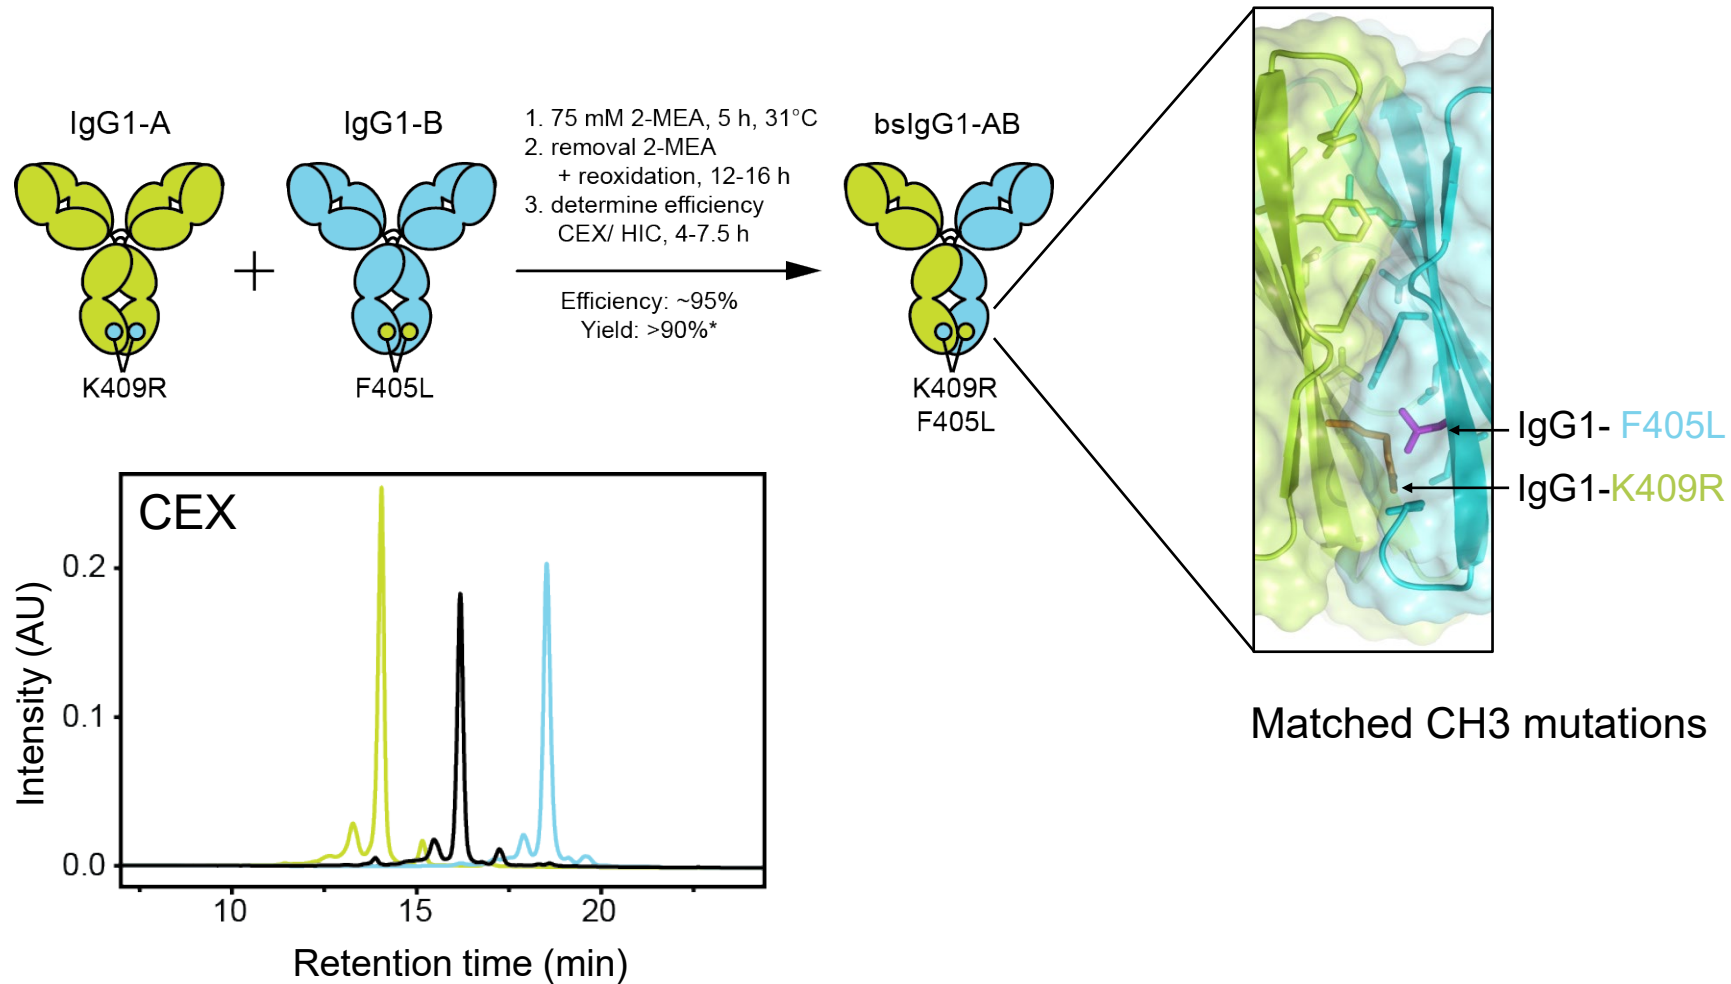 IgG1-A
IgG1-B
1. 75 mM 2-MEA, 5 h, 31°C
2. removal 2-MEA
+ reoxidation, 12-16 h
3. determine efficiency
CEX/ HIC, 4-7.5 h
Efficiency: ~95%
Yield: >90%*
bsIgG1-AB
K409R
F405L
K409R
F405L
IgG1- F405L
IgG1-K409R
Matched CH3 mutations
CEX
Intensity (AU)
0.2
0.1
0.0
10
15
20
Retention time (min)